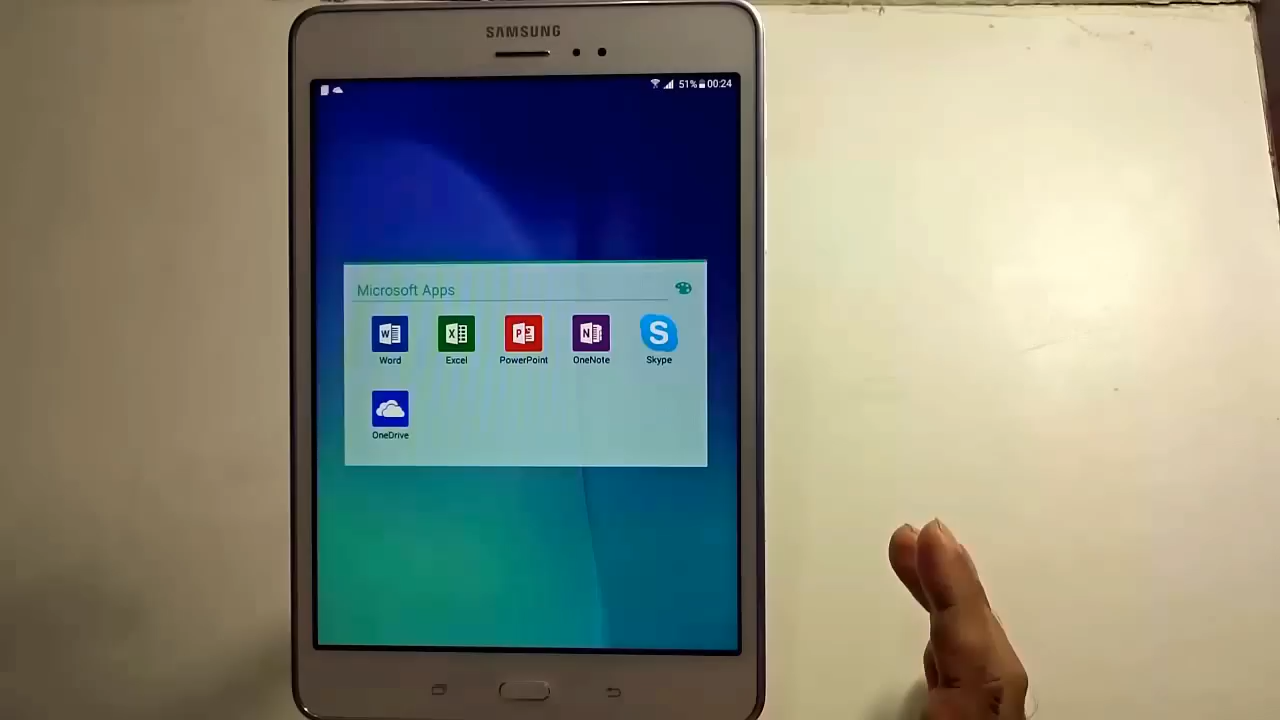 SAMSUNG
51% 00:24
Microsoft Apps
Word Excel PowerPoint OneNote Skype
OneDrive